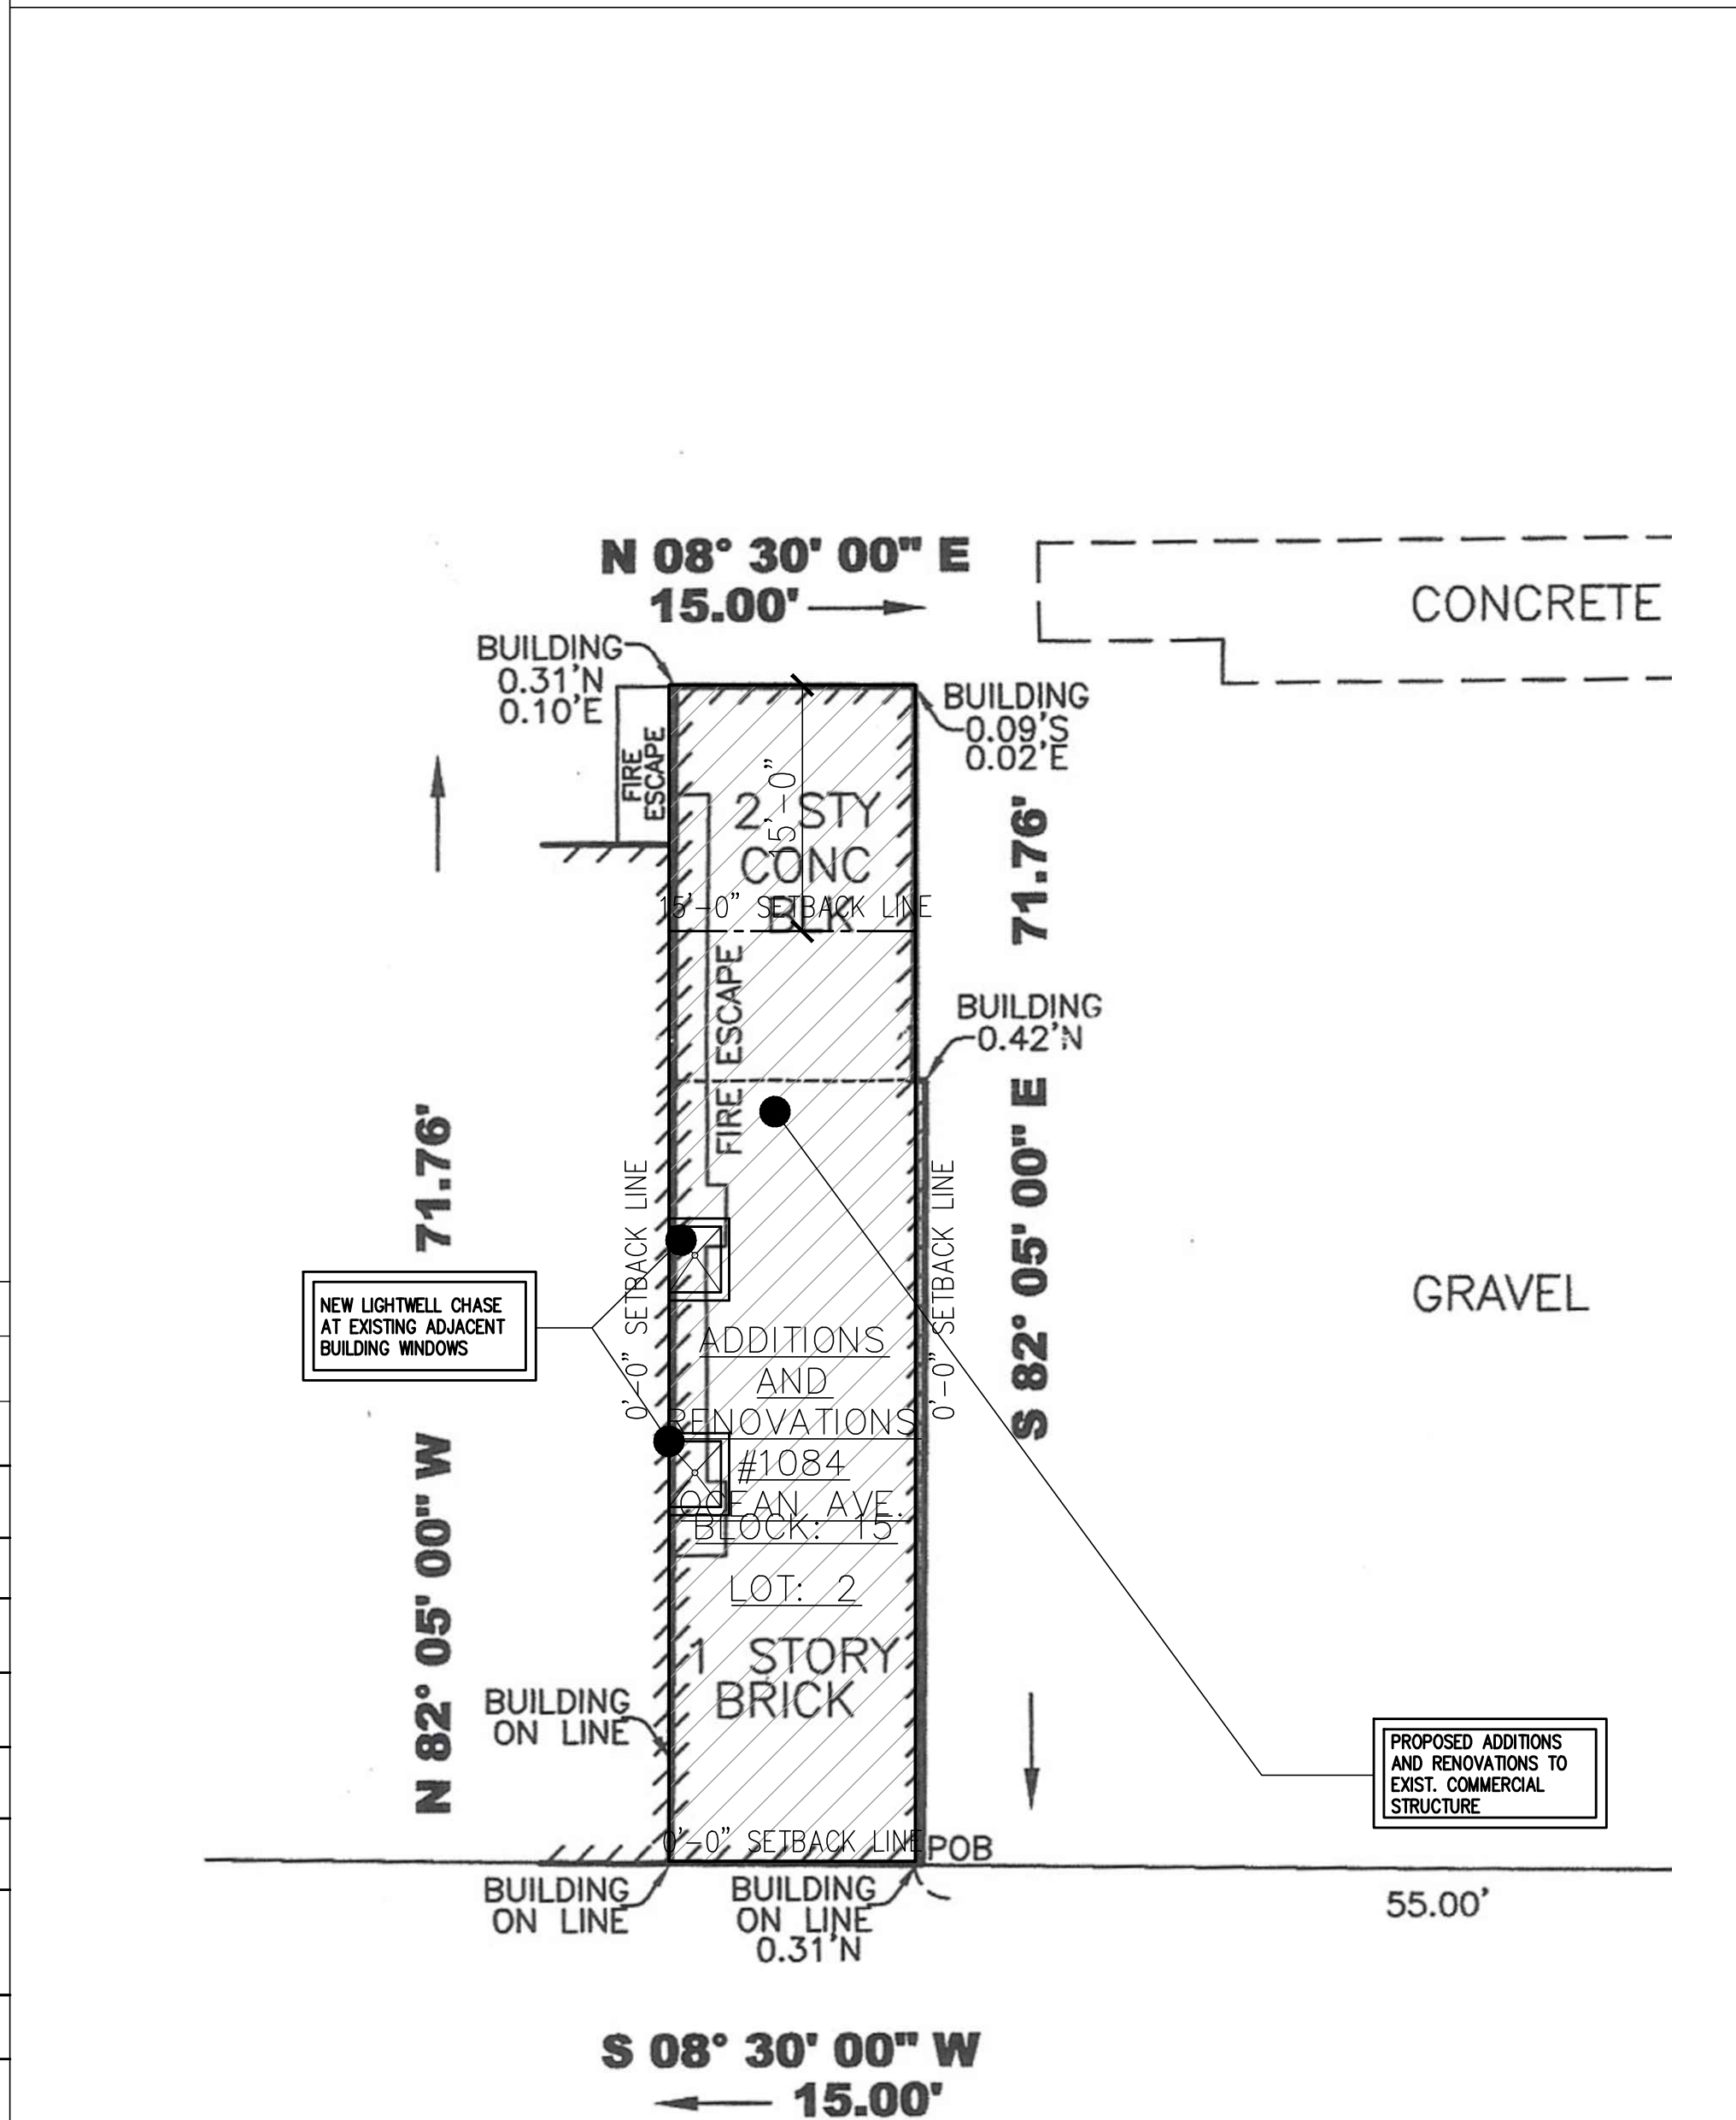 N 08° 30' 00" E
15.00'
CONCRETE
BUILDING
0.31'N
0.10'E
BUILDING
0.09'S
0.02'E
FIRE
ESCAPE
15'-0"
2 STY
CONC
BLK
15'-0" SETBACK LINE
71.76'
S 82° 05' 00" E
FIRE ESCAPE
BUILDING
0.42'N
71.76'
N 82° 05' 00" W
0'-0" SETBACK LINE
0'-0" SETBACK LINE
GRAVEL
NEW LIGHTWELL CHASE
AT EXISTING ADJACENT
BUILDING WINDOWS
ADDITIONS
AND
RENOVATIONS
#1084
OCEAN AVE.
BLOCK: 15
LOT: 2
1 STORY
BRICK
BUILDING
ON LINE
PROPOSED ADDITIONS
AND RENOVATIONS TO
EXIST. COMMERCIAL
STRUCTURE
0'-0" SETBACK LINE
POB
BUILDING
ON LINE
BUILDING
ON LINE
0.31'N
55.00'
S 08° 30' 00" W
15.00'